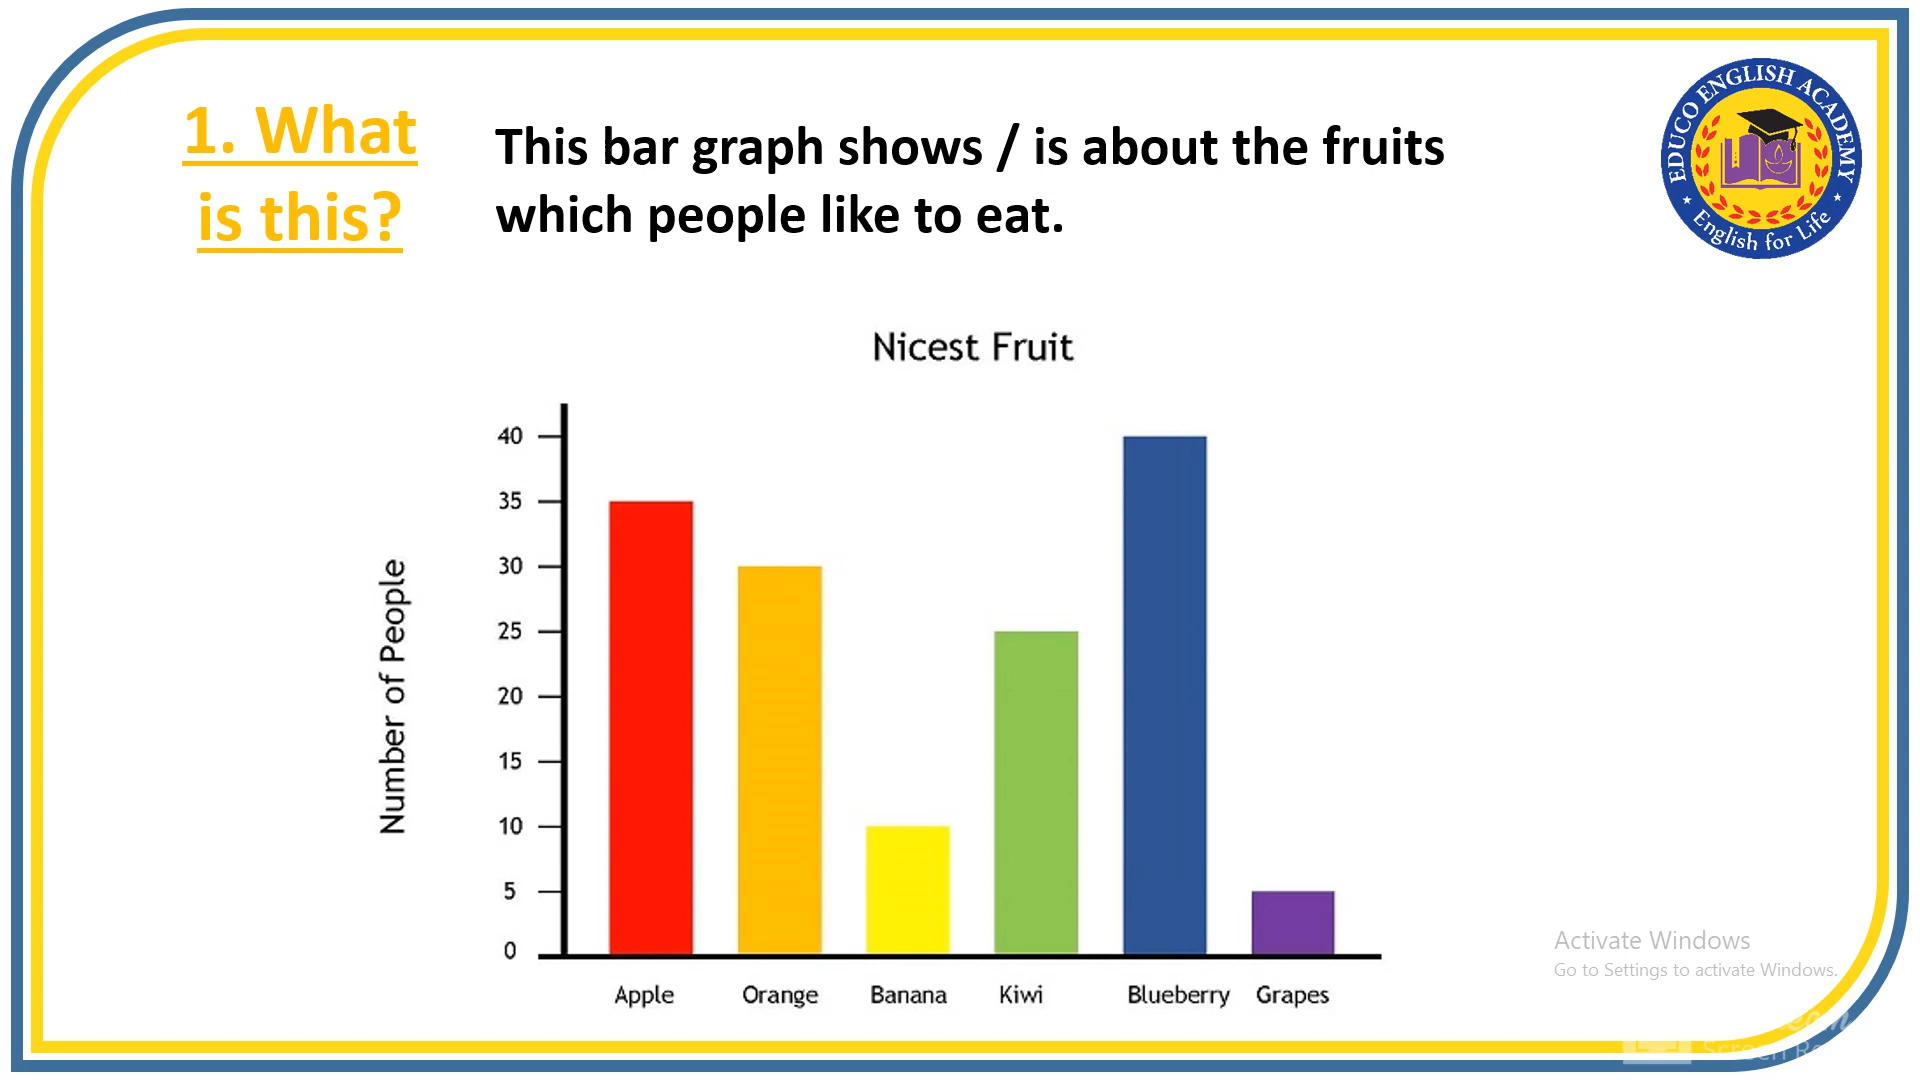 1. What
is this?
This bar graph shows / is about the fruits
which people like to eat.
EDUCO ENGLISH ACADEMY
English for Life
Nicest Fruit
Number of People
40
35
30
25
20
15
10
5
0
Apple Orange Banana Kiwi Blueberry Grapes
Activate Windows
Go to Settings to activate Windows.
Screen